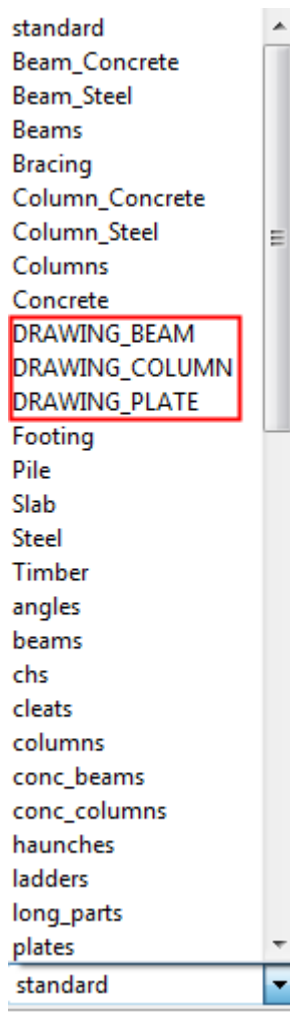 standard
Beam_Concrete
Beam_Steel
Beams
Bracing
Column_Concrete
Column_Steel
Columns
Concrete
DRAWING_BEAM
DRAWING_COLUMN
DRAWING_PLATE
Footing
Pile
Slab
Steel
Timber
angles
beams
chs
cleats
columns
conc_beams
conc_columns
haunches
ladders
long_parts
plates
standard